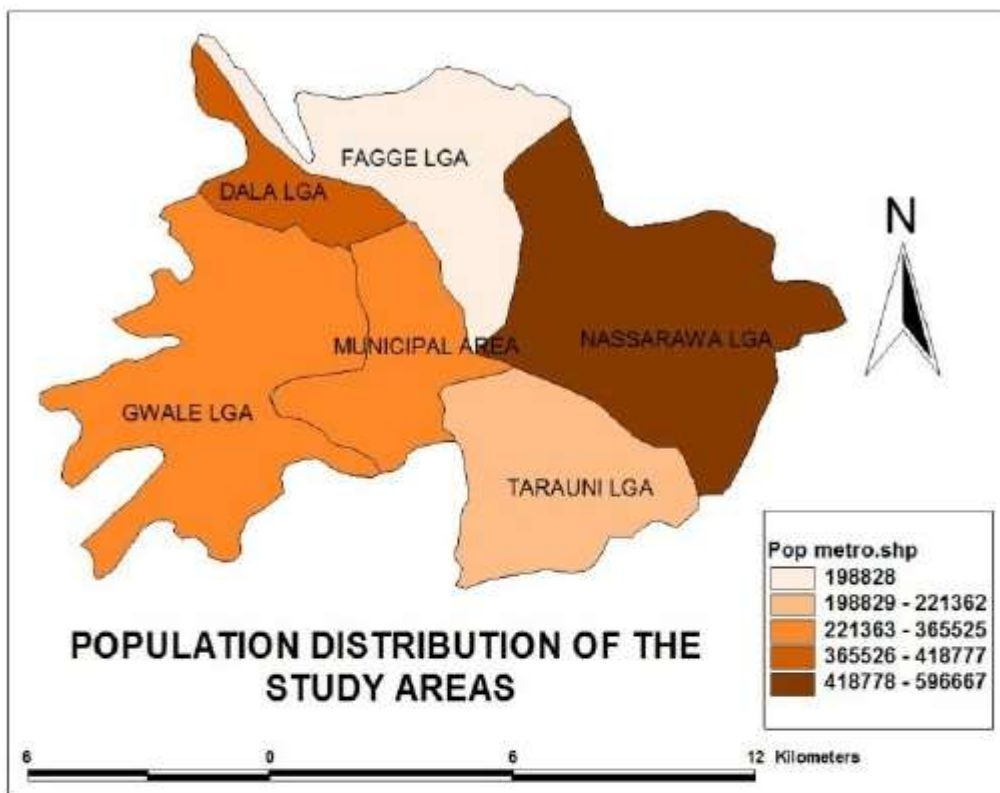 FAGGE LGA
DALA LGA
N
MUNICIPAL AREA
NASSARAWA LGA
GWALE LGA
TARAUNI LGA
Pop metro.shp
198828
198829 - 221362
221363 - 365525
365526 - 418777
418778 - 596667
POPULATION DISTRIBUTION OF THE
STUDY AREAS
6 0 6 12 Kilometers